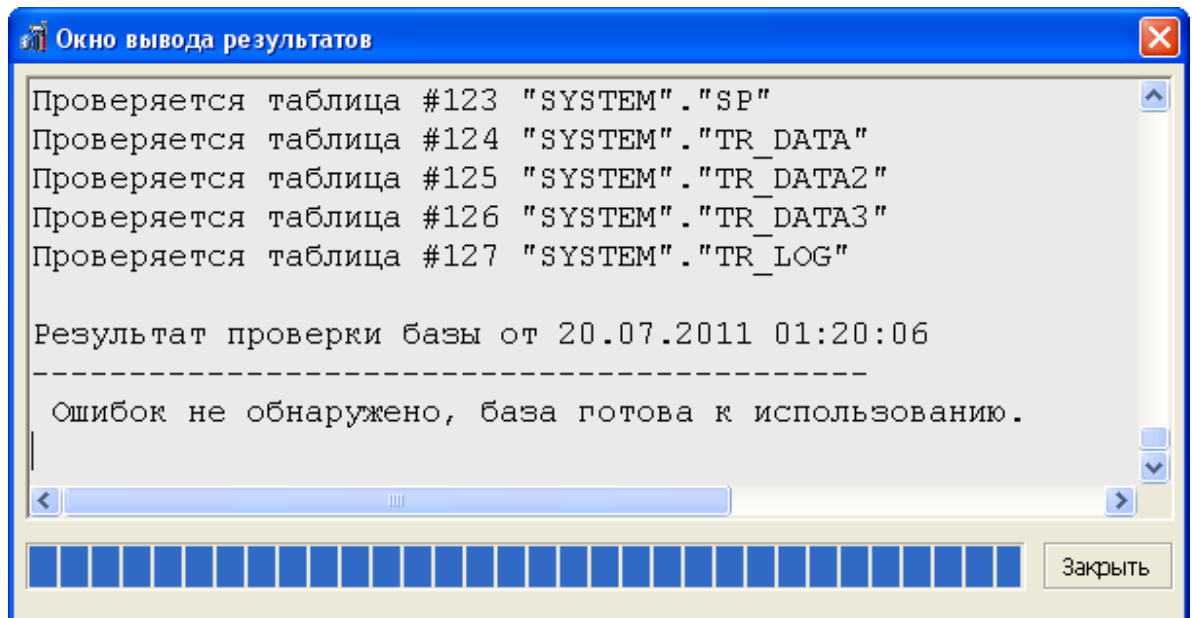 Окно вывода результатов
Проверяется таблица #123 "SYSTEM"."SP"
Проверяется таблица #124 "SYSTEM"."TR_DATA"
Проверяется таблица #125 "SYSTEM"."TR_DATA2"
Проверяется таблица #126 "SYSTEM"."TR_DATA3"
Проверяется таблица #127 "SYSTEM"."TR_LOG"
Результат проверки базы от 20.07.2011 01:20:06
-------------------------------------------
Ошибок не обнаружено, база готова к использованию.
Закрыть